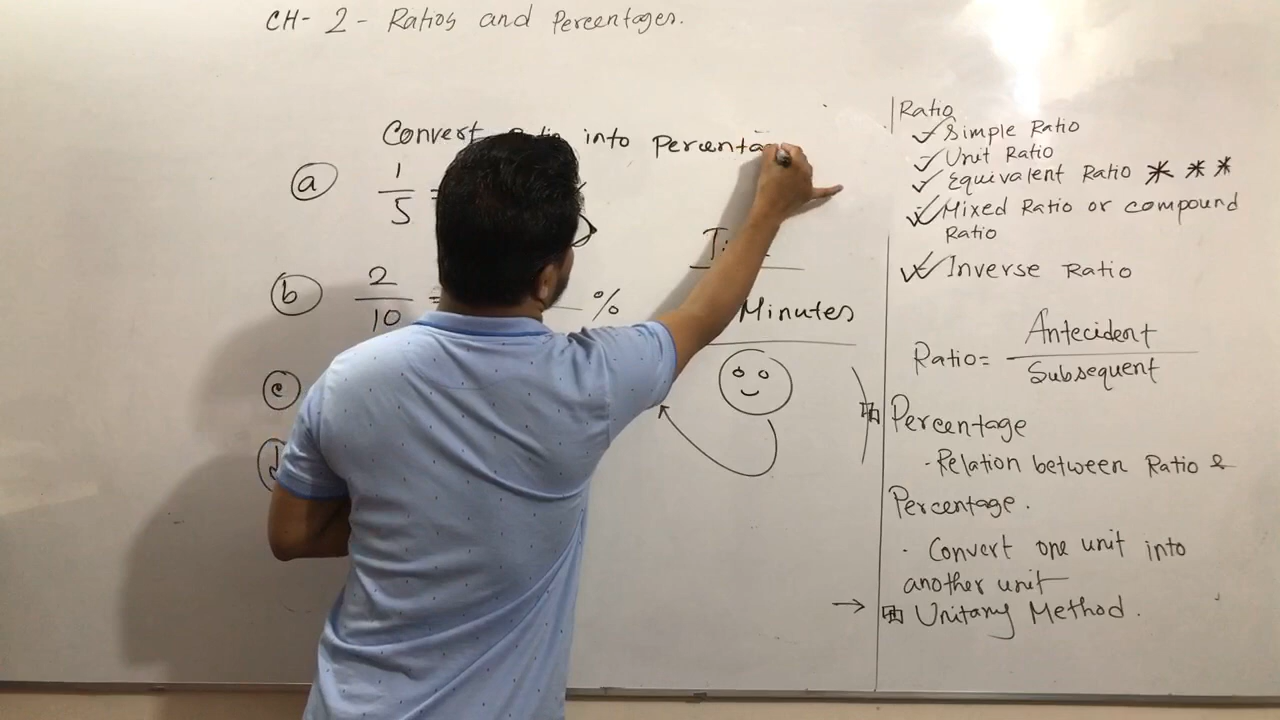 CH- 2 - Ratios and Percentages.
Convert into Percenta
a 1/5 =
b 2/10 = %
c
d
Minutes
Ratio
✓ Simple Ratio
✓ Unit Ratio
✓ Equivalent Ratio * * *
✓ Mixed Ratio or compound
Ratio
✓ Inverse Ratio
Ratio= Antecident
Subsequent
Percentage
· Relation between Ratio &
Percentage.
· Convert one unit into
another unit
→ Unitary Method.